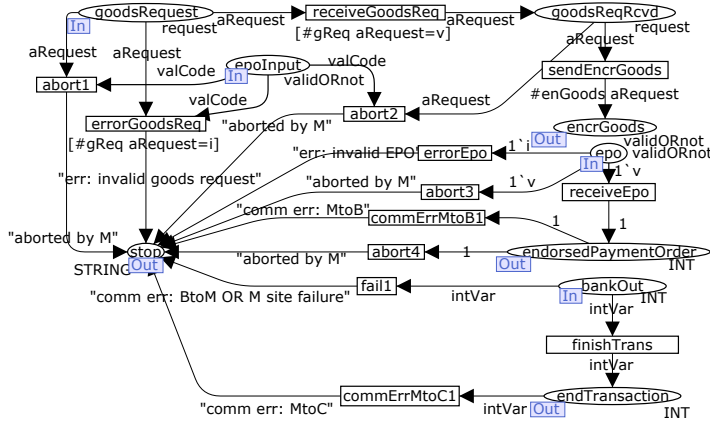 goodsRequest
aRequest
receiveGoodsReq
aRequest
goodsReqRcvd
In
request
request
[#gReq aRequest=v]
aRequest
aRequest
aRequest
epoInput
valCode
sendEncrGoods
abort1
valCode
In
validORnot
aRequest
#enGoods aRequest
valCode
abort2
errorGoodsReq
"aborted by M"
encrGoods
Out
[#gReq aRequest=i]
validORnot
"err: invalid EPO"
errorEpo
1`i
epo
validORnot
In
1`v
"err: invalid goods request"
"aborted by M"
abort3
1`v
receiveEpo
"comm err: MtoB"
commErrMtoB1
1
1
"aborted by M"
stop
abort4
1
endorsedPaymentOrder
"aborted by M"
STRING
Out
Out
INT
fail1
bankOut
"comm err: BtoM OR M site failure"
intVar
In
INT
intVar
finishTrans
intVar
commErrMtoC1
endTransaction
"comm err: MtoC"
intVar
Out
INT